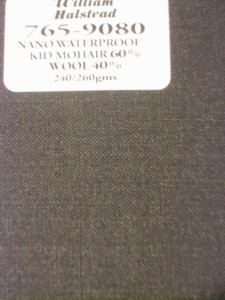 William
Halstead
765-9080
NANO WATERPROOF
KID MOHAIR 60%
WOOL 40%
240/260gms